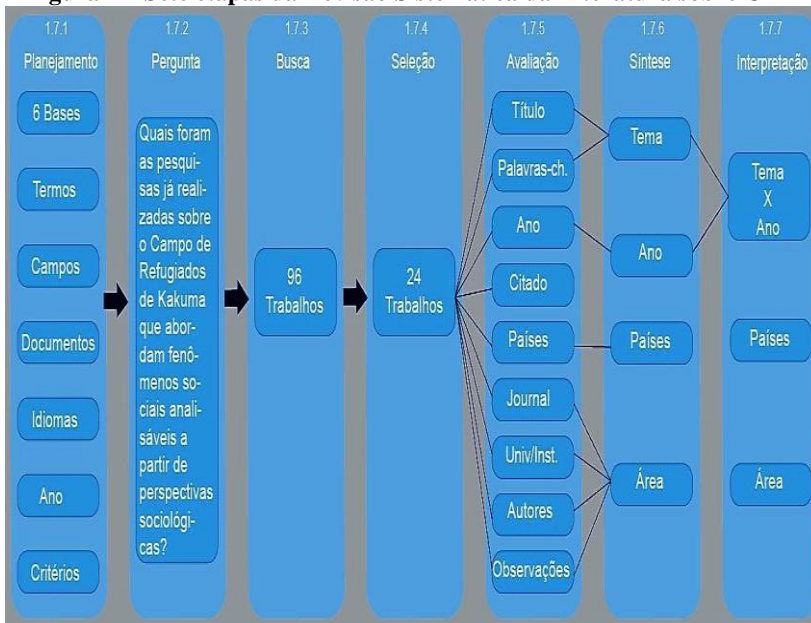 1.7.1
Planejamento
6 Bases
Termos
Campos
Documentos
Idiomas
Ano
Critérios
1.7.2
Pergunta
Quais foram
as pesqui-
sas já reali-
zadas sobre
o Campo de
Refugiados
de Kakuma
que abor-
dam fenô-
menos so-
ciais anali-
sáveis a
partir de
perspectivas
sociológi-
cas?
1.7.3
Busca
96
Trabalhos
1.7.4
Seleção
24
Trabalhos
1.7.5
Avaliação
Título
Palavras-ch.
Ano
Citado
Países
Journal
Univ/Inst.
Autores
Observações
1.7.6
Síntese
Tema
Ano
Países
Área
1.7.7
Interpretação
Tema
X
Ano
Países
Área